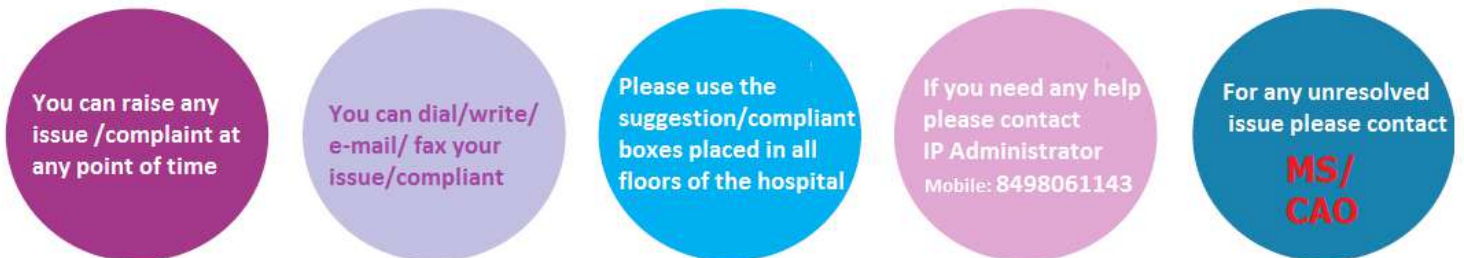 You can raise any
issue /complaint at
any point of time
You can dial/write/
e-mail/ fax your
issue/compliant
Please use the
suggestion/compliant
boxes placed in all
floors of the hospital
If you need any help
please contact
IP Administrator
Mobile: 8498061143
For any unresolved
issue please contact
MS/
CAO